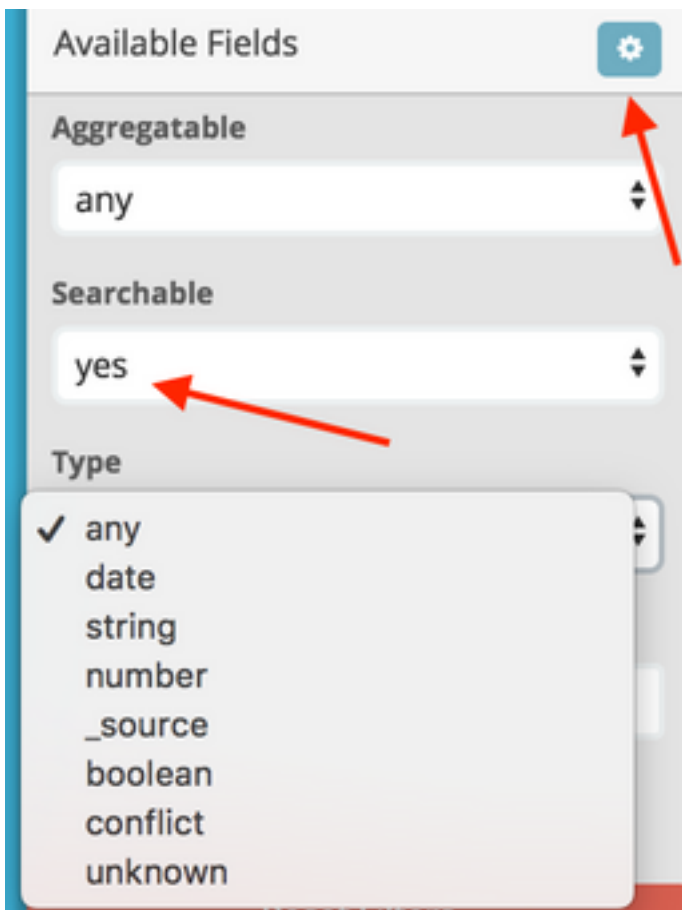 Available Fields
Aggregatable
any
Searchable
yes
Type
✓ any
date
string
number
_source
boolean
conflict
unknown